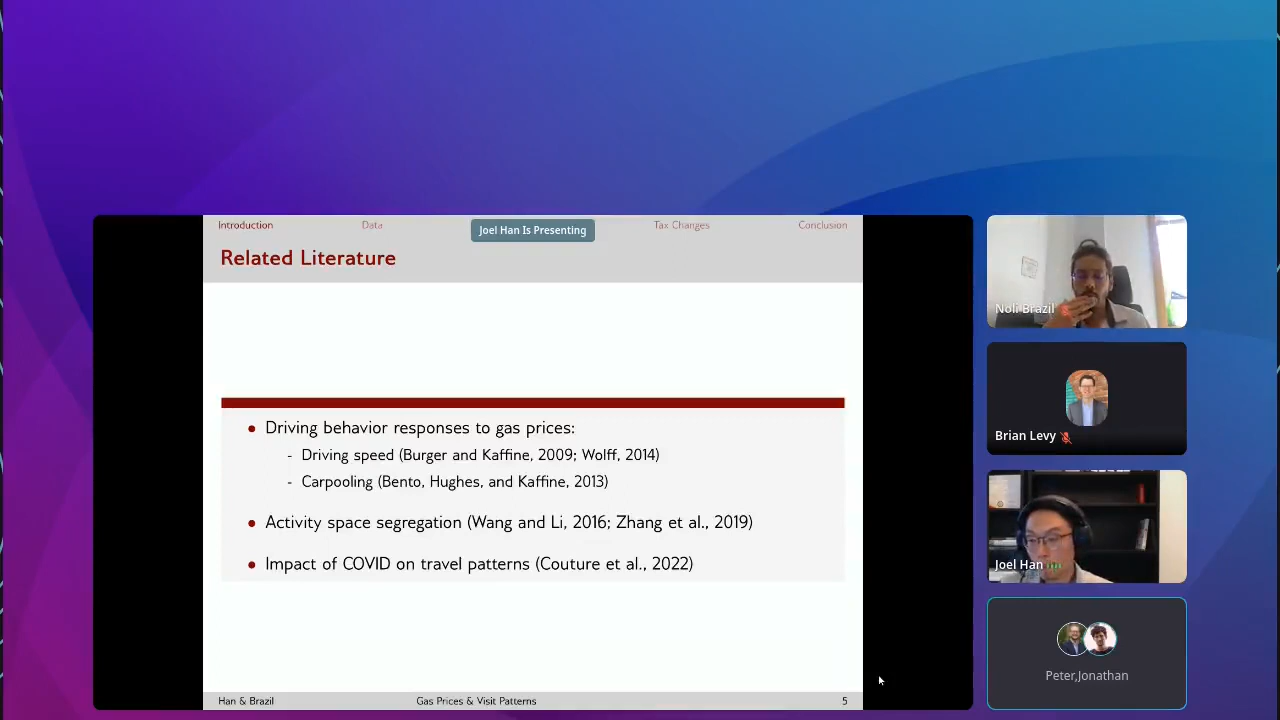 Introduction
Data
Joel Han Is Presenting
Tax Changes
Conclusion
Related Literature
• Driving behavior responses to gas prices:
- Driving speed (Burger and Kaffine, 2009; Wolff, 2014)
- Carpooling (Bento, Hughes, and Kaffine, 2013)
• Activity space segregation (Wang and Li, 2016; Zhang et al., 2019)
• Impact of COVID on travel patterns (Couture et al., 2022)
Han & Brazil
Gas Prices & Visit Patterns
5
Noli Brazil
Brian Levy
Joel Han
Peter,Jonathan